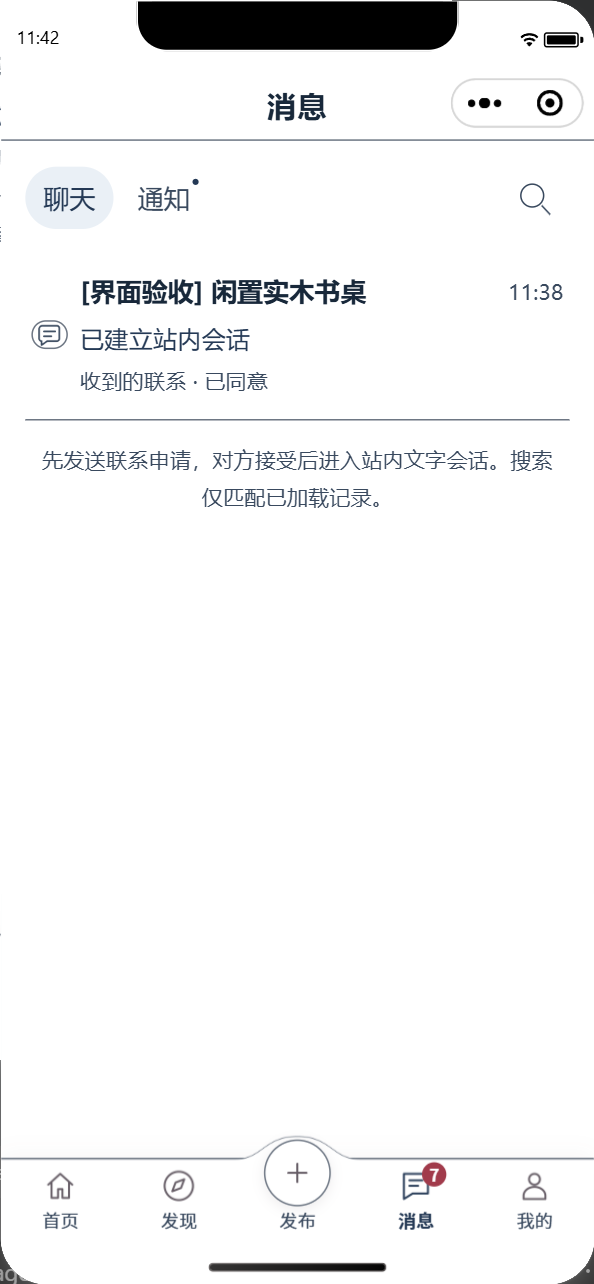 11:42
消息
聊天
通知
[界面验收] 闲置实木书桌
11:38
已建立站内会话
收到的联系 · 已同意
先发送联系申请，对方接受后进入站内文字会话。搜索
仅匹配已加载记录。
7
首页
发现
发布
消息
我的